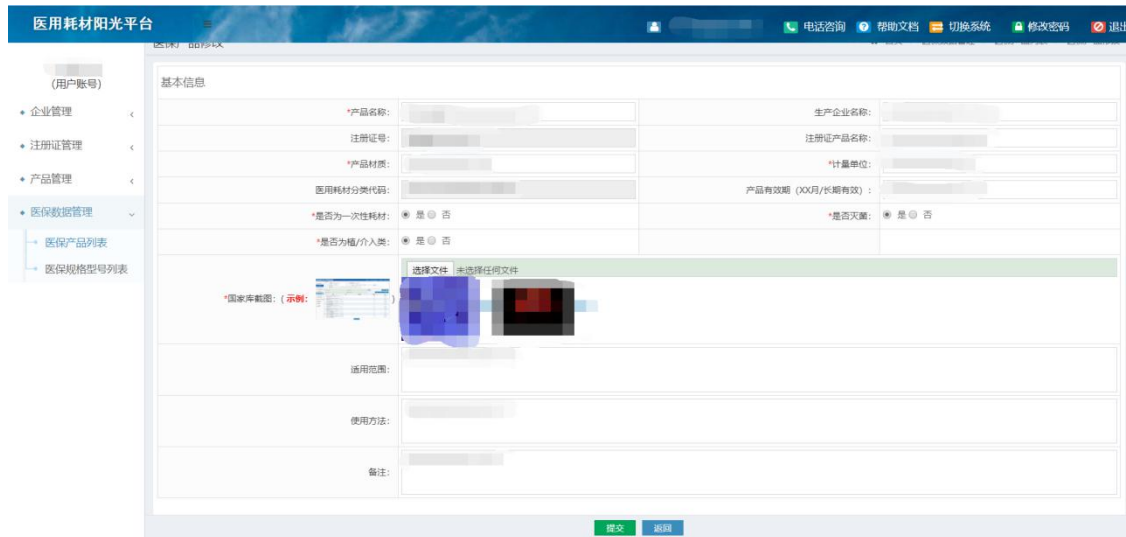 医用耗材阳光平台
电话咨询 帮助文档 切换系统 修改密码 退出
(用户账号)
企业管理
注册证管理
产品管理
医保数据管理
医保产品列表
医保规格型号列表
基本信息
*产品名称: 生产企业名称:
注册证号: 注册证产品名称:
*产品材质: *计量单位:
医用耗材分类代码: 产品有效期(XX月/长期有效):
*是否为一次性耗材: 是 否 *是否灭菌: 是 否
*是否为植/介入类: 是 否
选择文件 未选择任何文件
*国家库截图:(示例: )
适用范围:
使用方法:
备注:
提交 返回